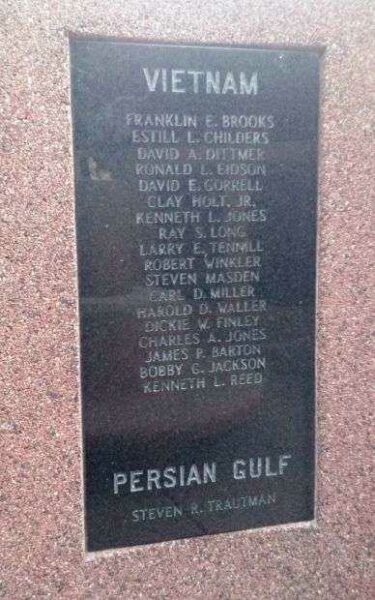 VIETNAM
FRANKLIN E. BROOKS
ESTILL L. CHILDERS
DAVID A. DITTMER
RONALD L. EIDSON
DAVID E. GORRELL
CLAY HOLT, JR.
KENNETH L. JONES
RAY S. LONG
LARRY E. TENNILL
ROBERT WINKLER
STEVEN MASDEN
CARL D. MILLER
HAROLD D. WALLER
DICKIE W. FINLEY
CHARLES A. JONES
JAMES P. BARTON
BOBBY G. JACKSON
KENNETH L. REED
PERSIAN GULF
STEVEN R. TRAUTMAN